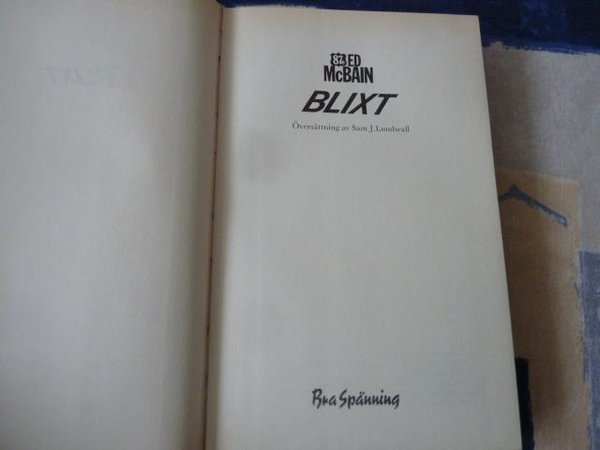 87 ED
McBAIN
BLIXT
Översättning av Sam J. Lundwall
Bra Spänning